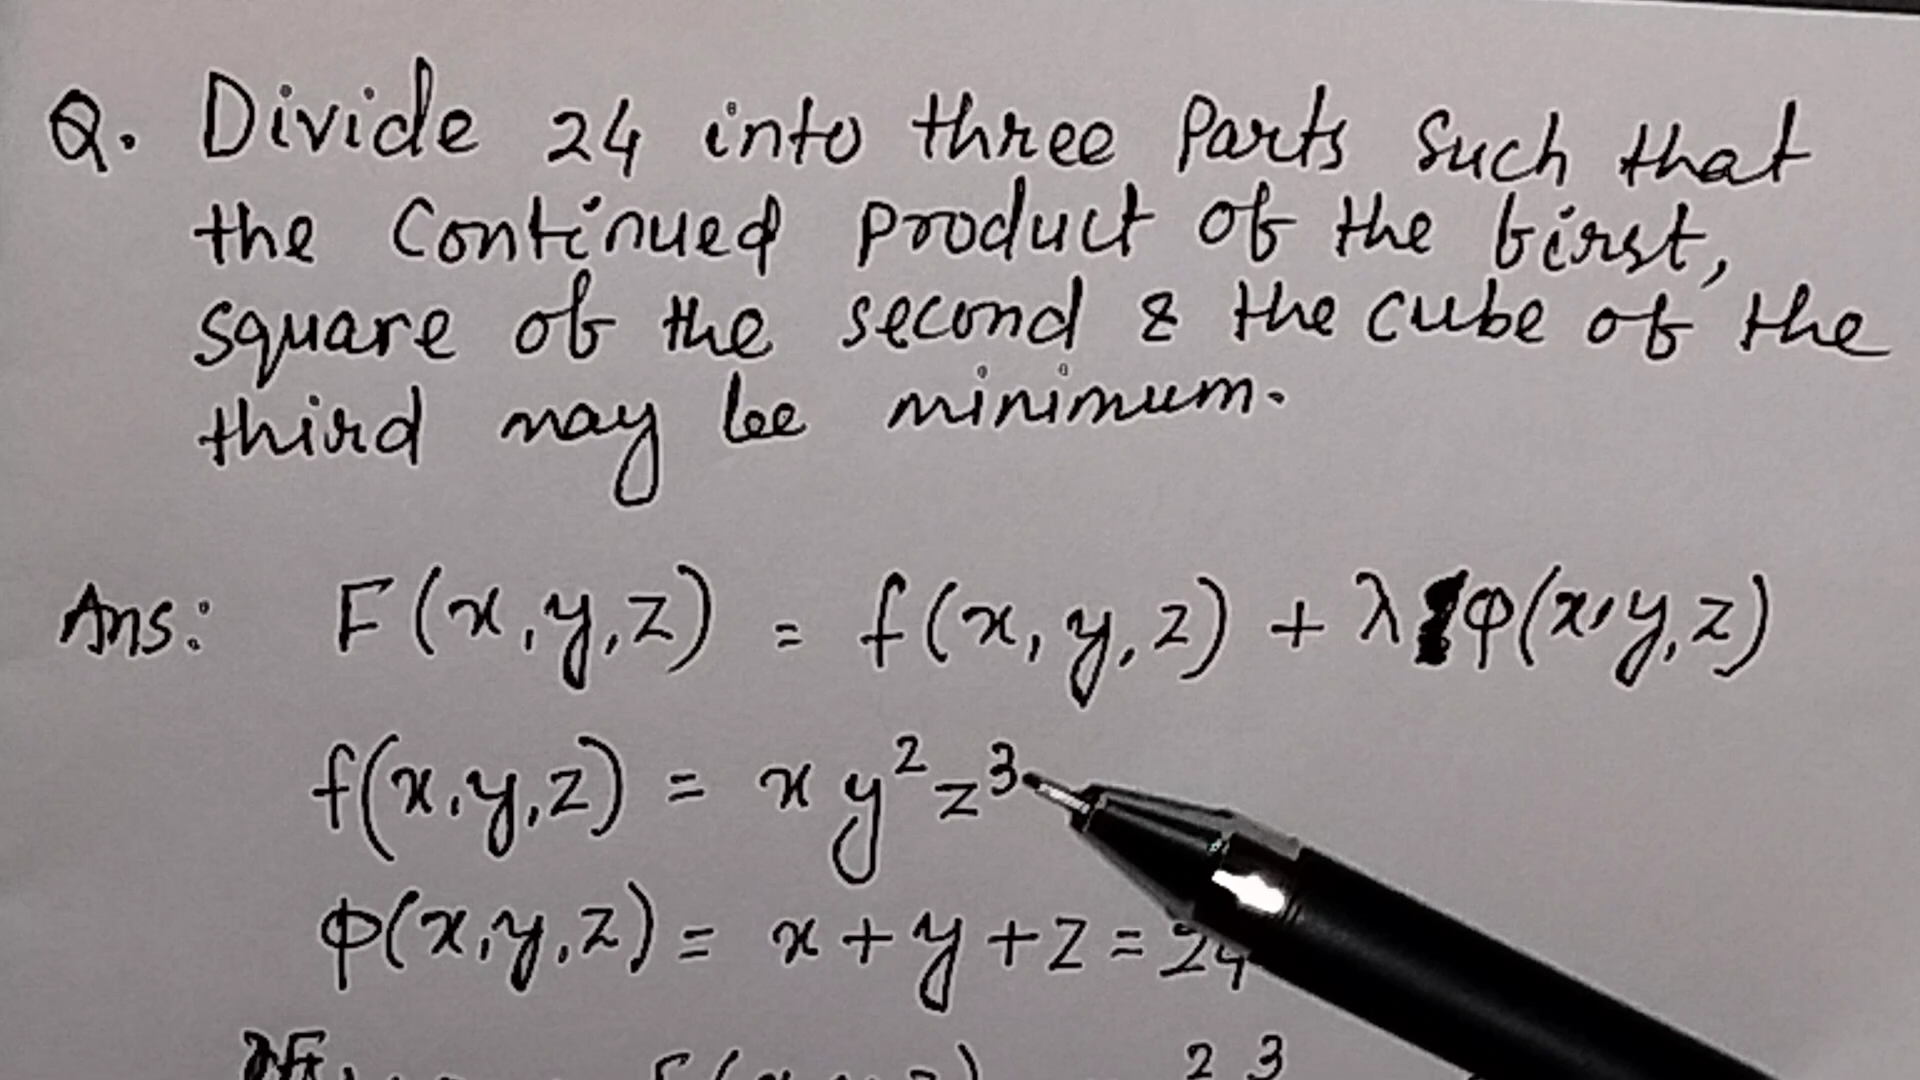 Q. Divide 24 into three Parts Such that
the Continued product of the first,
square of the second & the cube of the
third may be minimum.
Ans: F(x,y,z) = f(x,y,z) + λ φ(x,y,z)
f(x,y,z) = xy²z³
φ(x,y,z) = x+y+z=24